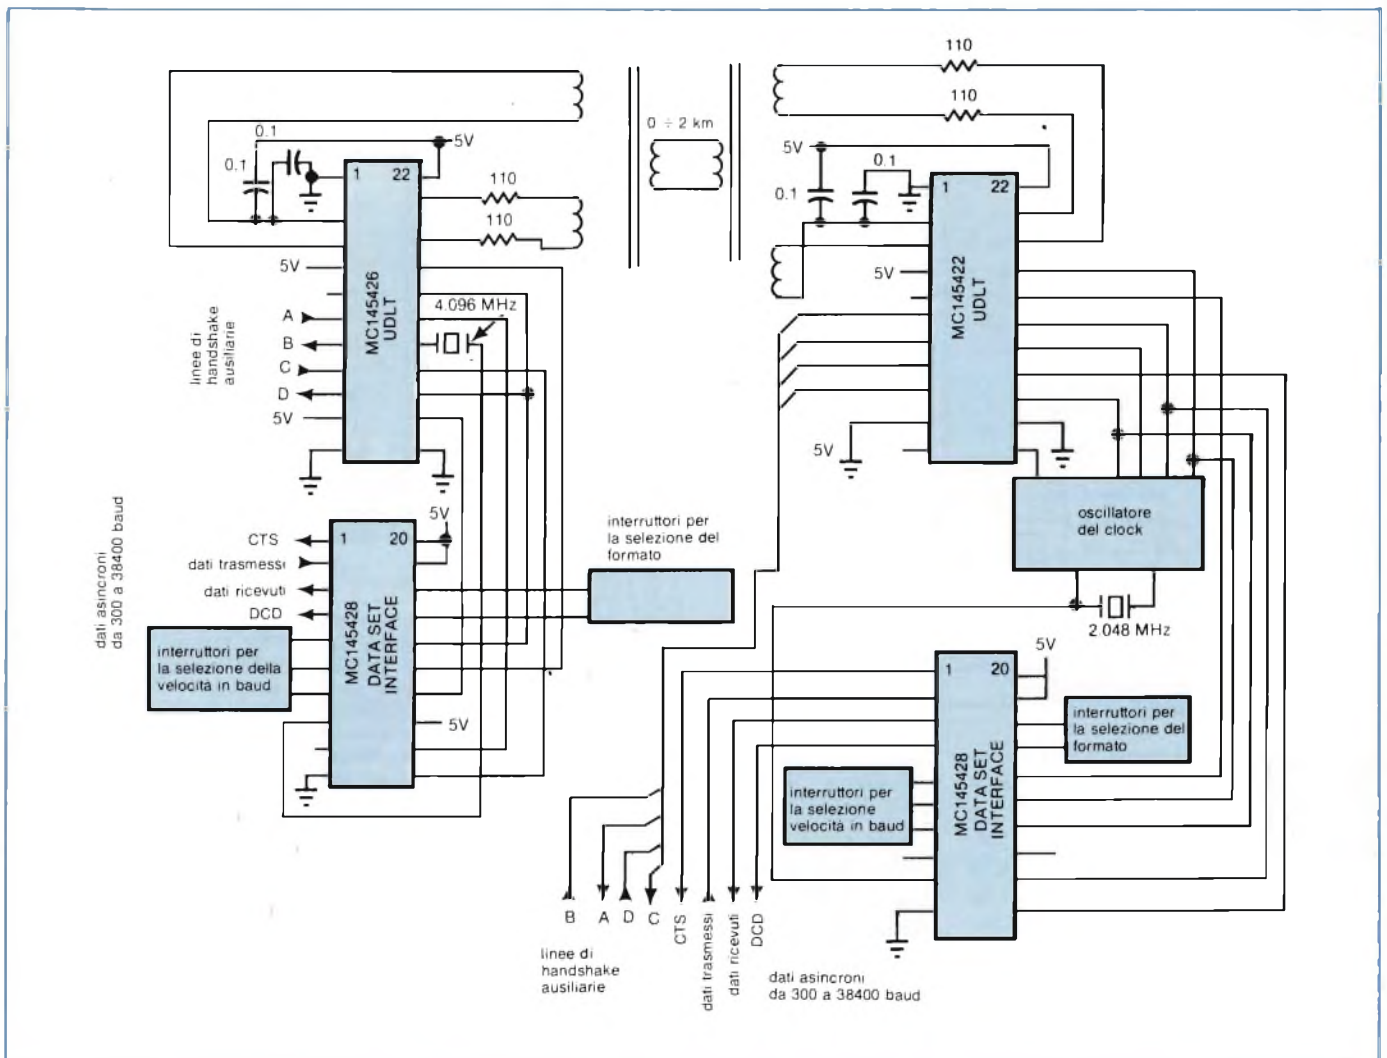 110
110
0 ÷ 2 km
0.1
0.1
5V
1
22
110
110
MC145426
UDLT
5V
4.096 MHz
A
B
C
D
linee di
handshake
ausiliarie
5V
5V
0.1
0.1
1
22
MC145422
UDLT
5V
5V
oscillatore
del clock
2.048 MHz
dati asincroni
da 300 a 38400 baud
CTS
dati trasmessi
dati ricevuti
DCD
1
20
5V
MC145428
DATA SET
INTERFACE
5V
interruttori per
la selezione della
velocità in baud
interruttori per
la selezione del
formato
1
20
5V
MC145428
DATA SET
INTERFACE
interruttori per
la selezione del
formato
interruttori per
la selezione
velocità in baud
B
A
D
C
CTS
dati trasmessi
dati ricevuti
DCD
linee di
handshake
ausiliarie
dati asincroni
da 300 a 38400 baud